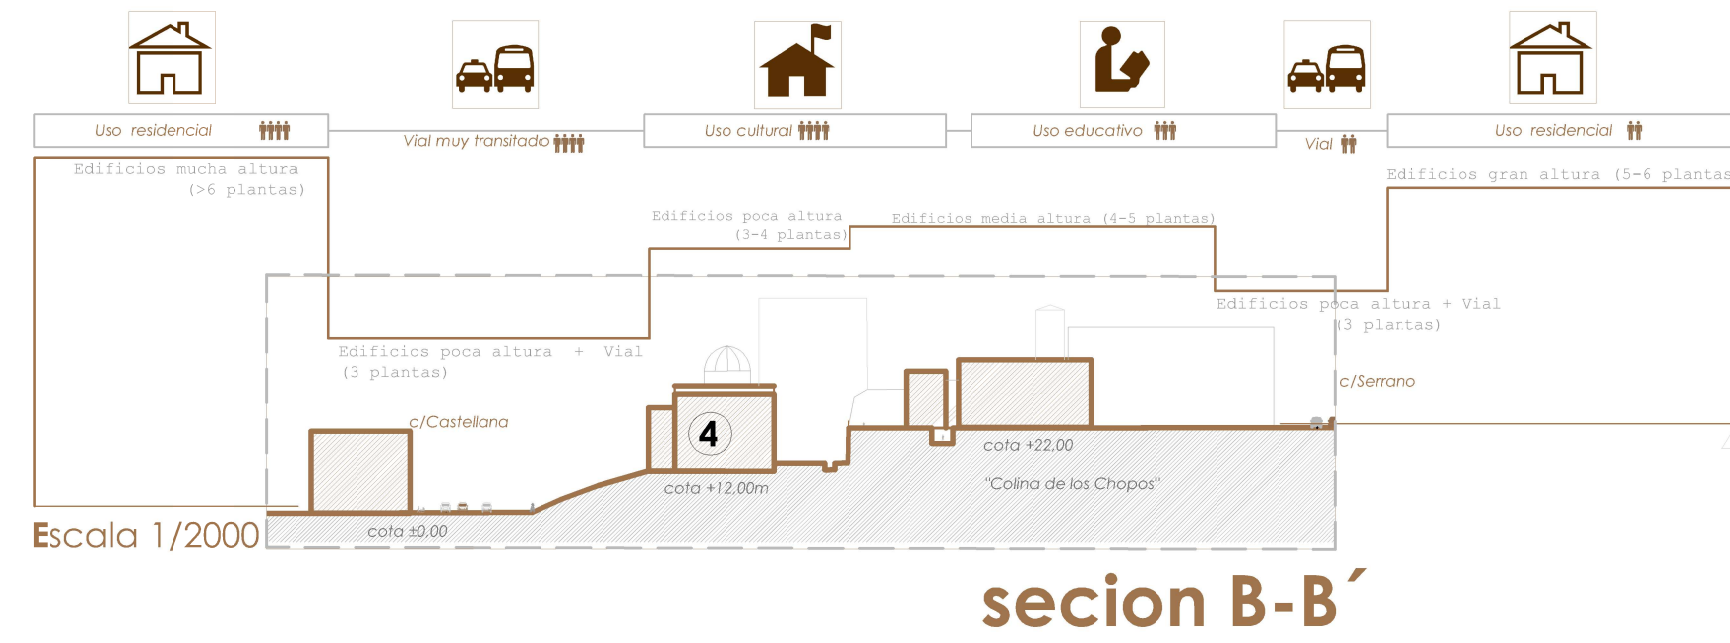 Uso residencial
Vial muy transitado
Uso cultural
Uso educativo
Vial
Uso residencial
Edificios mucha altura
(>6 plantas)
Edificios poca altura + Vial
(3 plantas)
Edificios poca altura
(3-4 plantas)
Edificios media altura (4-5 plantas)
Edificios poca altura + Vial
(3 plantas)
Edificios gran altura (5-6 plantas
c/Castellana
4
c/Serrano
cota +22,00
cota +12,00m
"Colina de los Chopos"
cota ±0,00
Escala 1/2000
secion B-B´